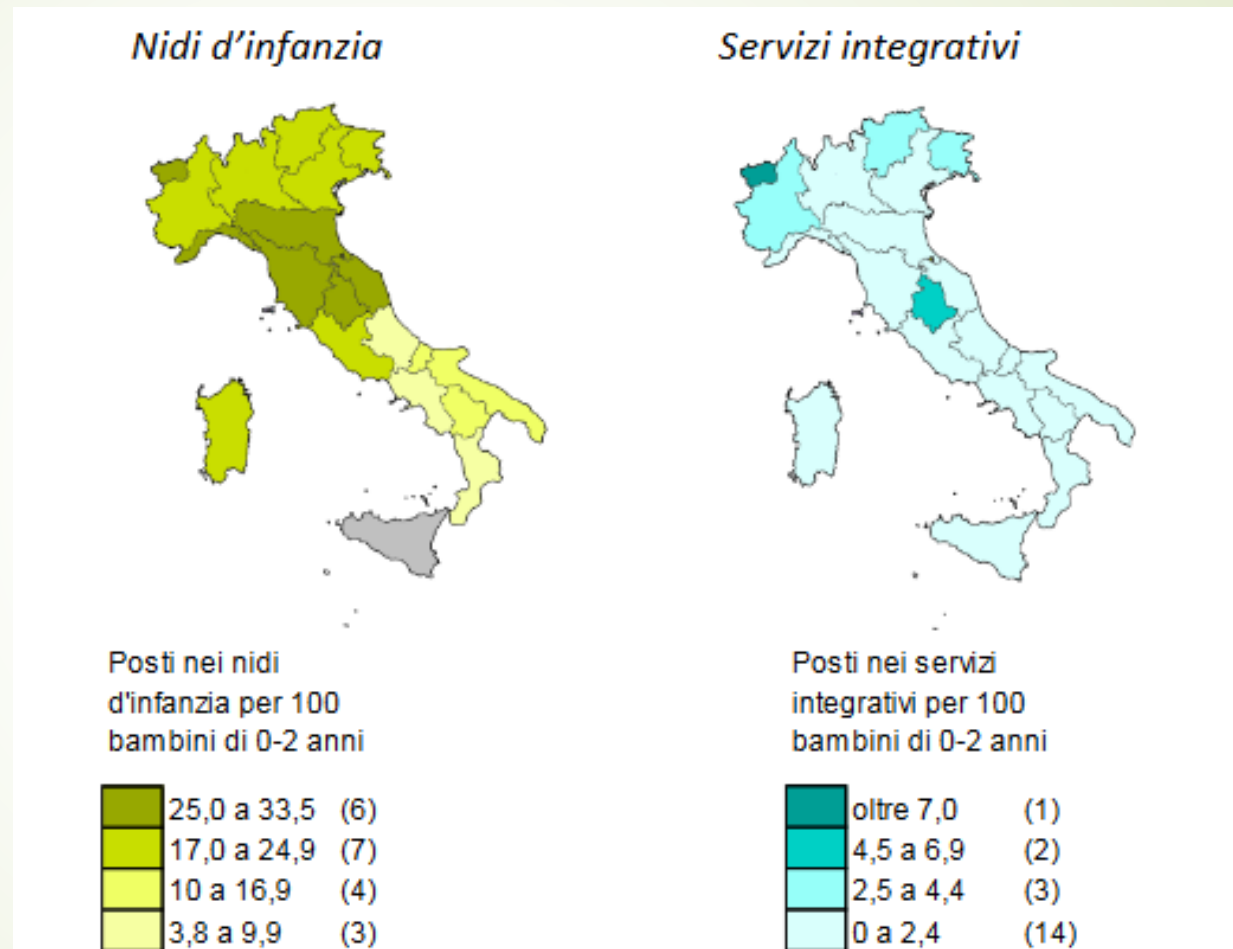 Nidi d'infanzia
Servizi integrativi
Posti nei nidi
d'infanzia per 100
bambini di 0-2 anni
25,0 a 33,5 (6)
17,0 a 24,9 (7)
10 a 16,9 (4)
3,8 a 9,9 (3)
Posti nei servizi
integrativi per 100
bambini di 0-2 anni
oltre 7,0 (1)
4,5 a 6,9 (2)
2,5 a 4,4 (3)
0 a 2,4 (14)